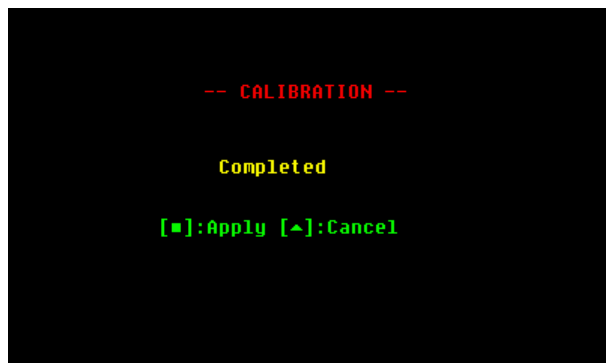 -- CALIBRATION --
Completed
[■]:Apply [▲]:Cancel